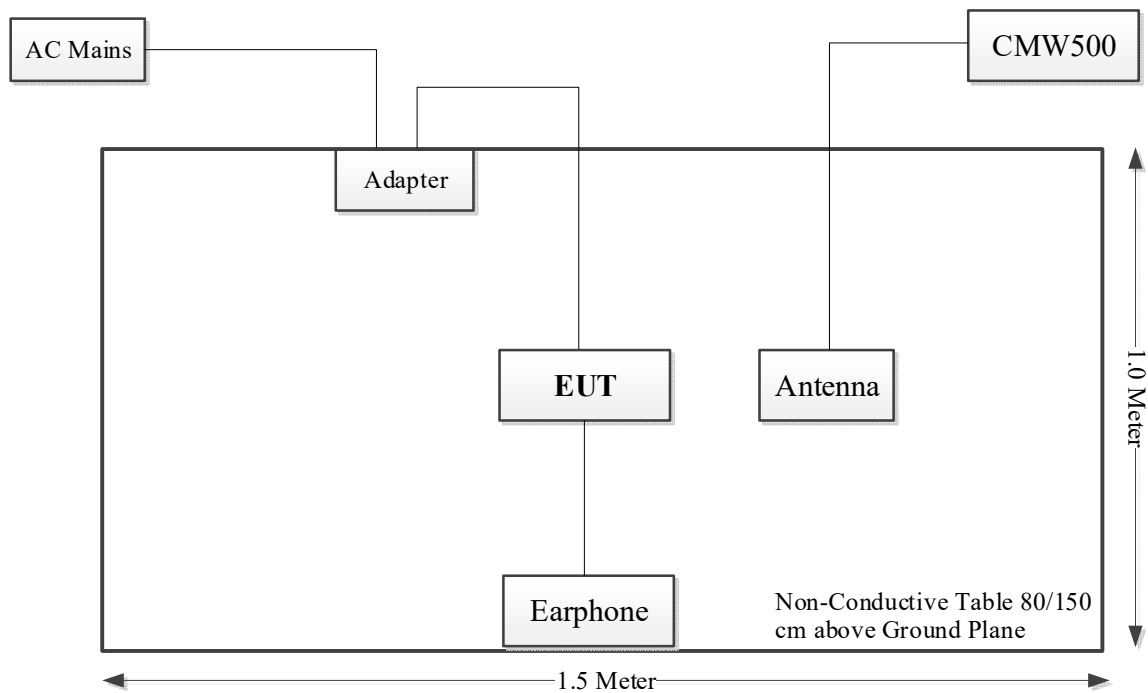 AC Mains
CMW500
Adapter
EUT
Antenna
1.0 Meter
Earphone
Non-Conductive Table 80/150
cm above Ground Plane
1.5 Meter